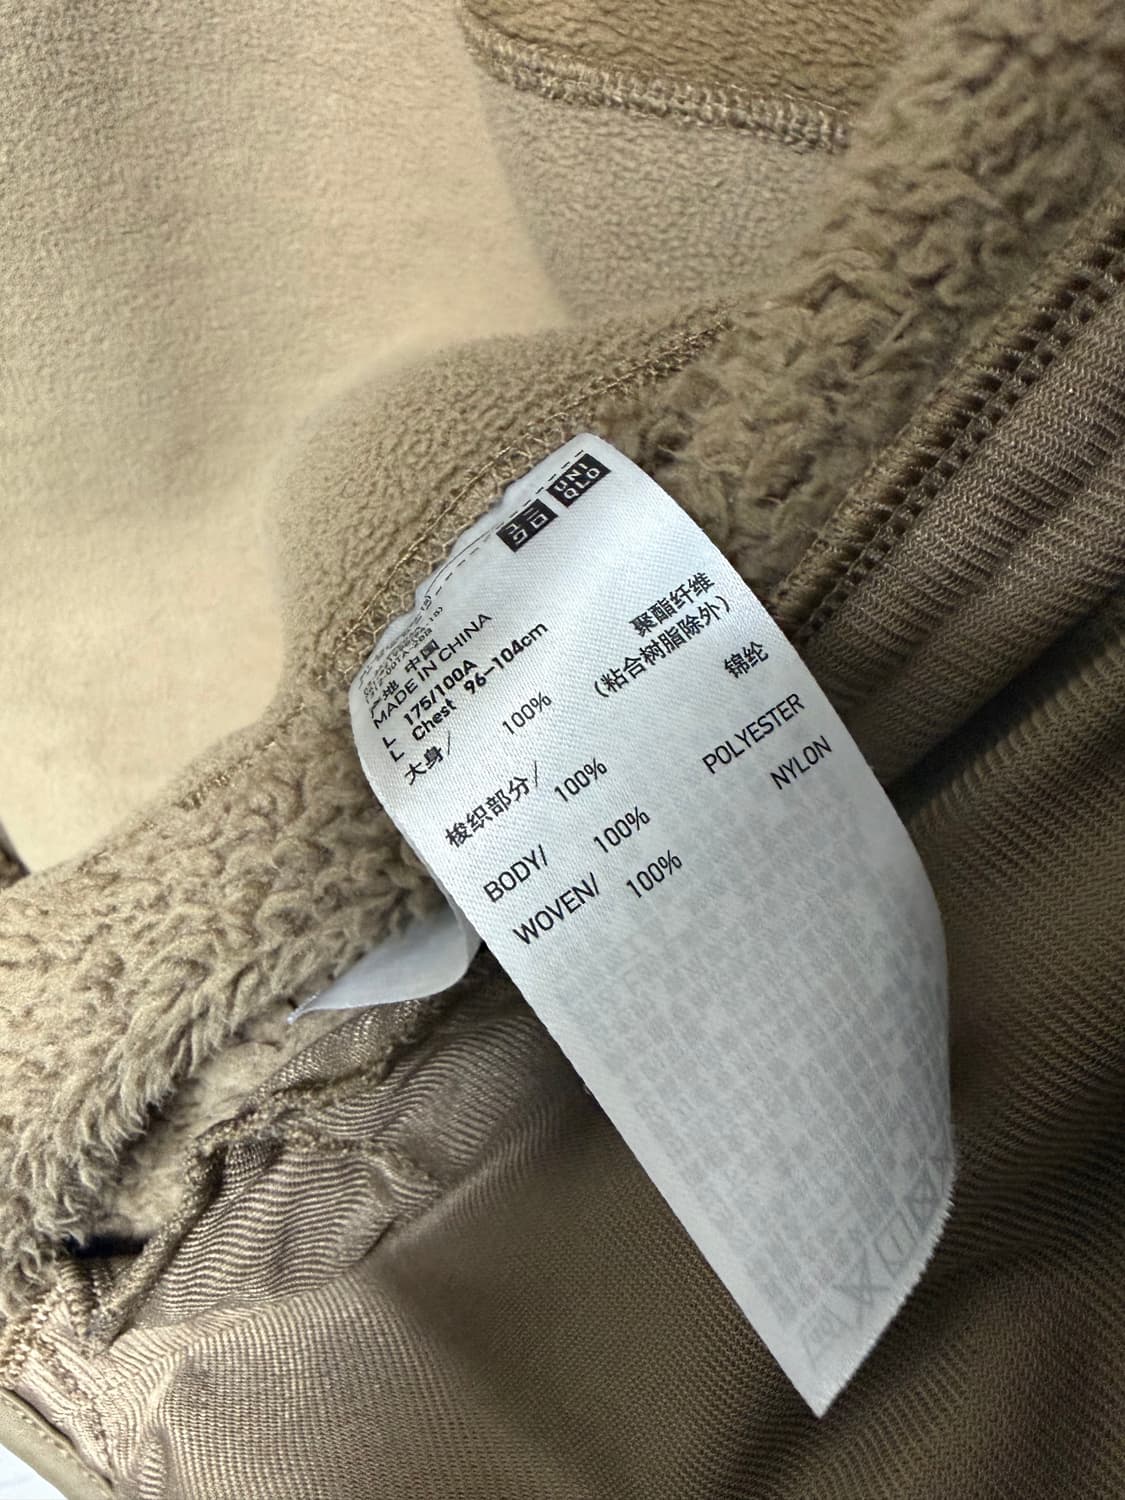 ユニ
クロ
UNI
QLO
产地 中国
MADE IN CHINA
L 175/100A
L Chest 96-104cm
大身/ 100% 聚酯纤维
(粘合树脂除外)
梭织部分/ 100% 锦纶
BODY/ 100% POLYESTER
WOVEN/ 100% NYLON